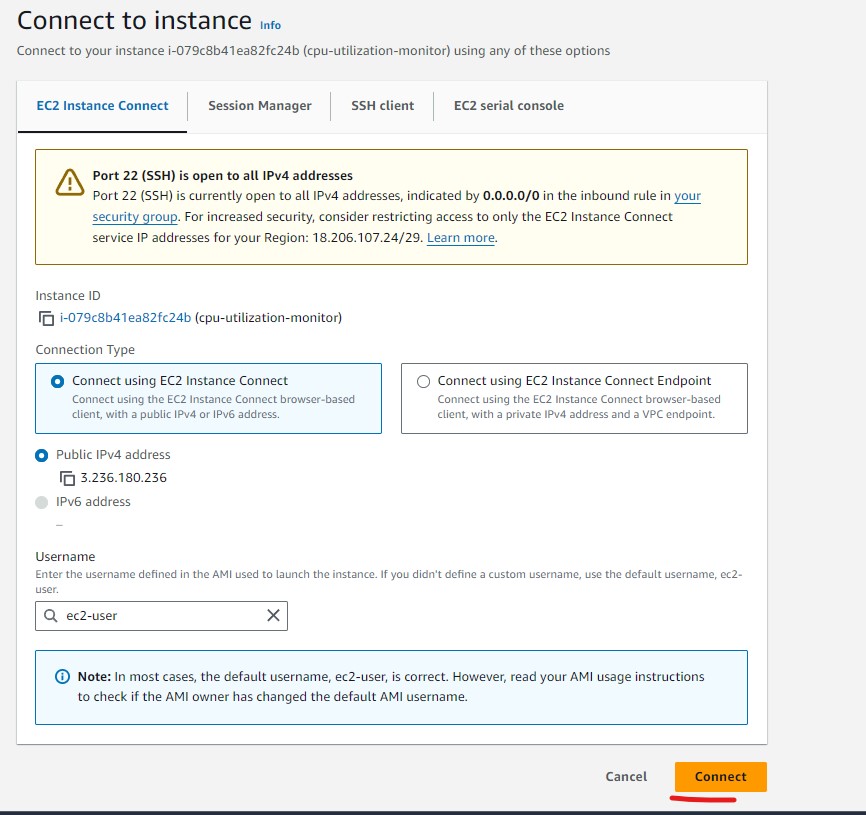 Connect to instance Info
Connect to your instance i-079c8b41ea82fc24b (cpu-utilization-monitor) using any of these options
EC2 Instance Connect
Session Manager
SSH client
EC2 serial console
Port 22 (SSH) is open to all IPv4 addresses
Port 22 (SSH) is currently open to all IPv4 addresses, indicated by 0.0.0.0/0 in the inbound rule in your
security group. For increased security, consider restricting access to only the EC2 Instance Connect
service IP addresses for your Region: 18.206.107.24/29. Learn more.
Instance ID
i-079c8b41ea82fc24b (cpu-utilization-monitor)
Connection Type
Connect using EC2 Instance Connect
Connect using the EC2 Instance Connect browser-based
client, with a public IPv4 or IPv6 address.
Connect using EC2 Instance Connect Endpoint
Connect using the EC2 Instance Connect browser-based
client, with a private IPv4 address and a VPC endpoint.
Public IPv4 address
3.236.180.236
IPv6 address
–
Username
Enter the username defined in the AMI used to launch the instance. If you didn't define a custom username, use the default username, ec2-
user.
ec2-user
Note: In most cases, the default username, ec2-user, is correct. However, read your AMI usage instructions
to check if the AMI owner has changed the default AMI username.
Cancel
Connect